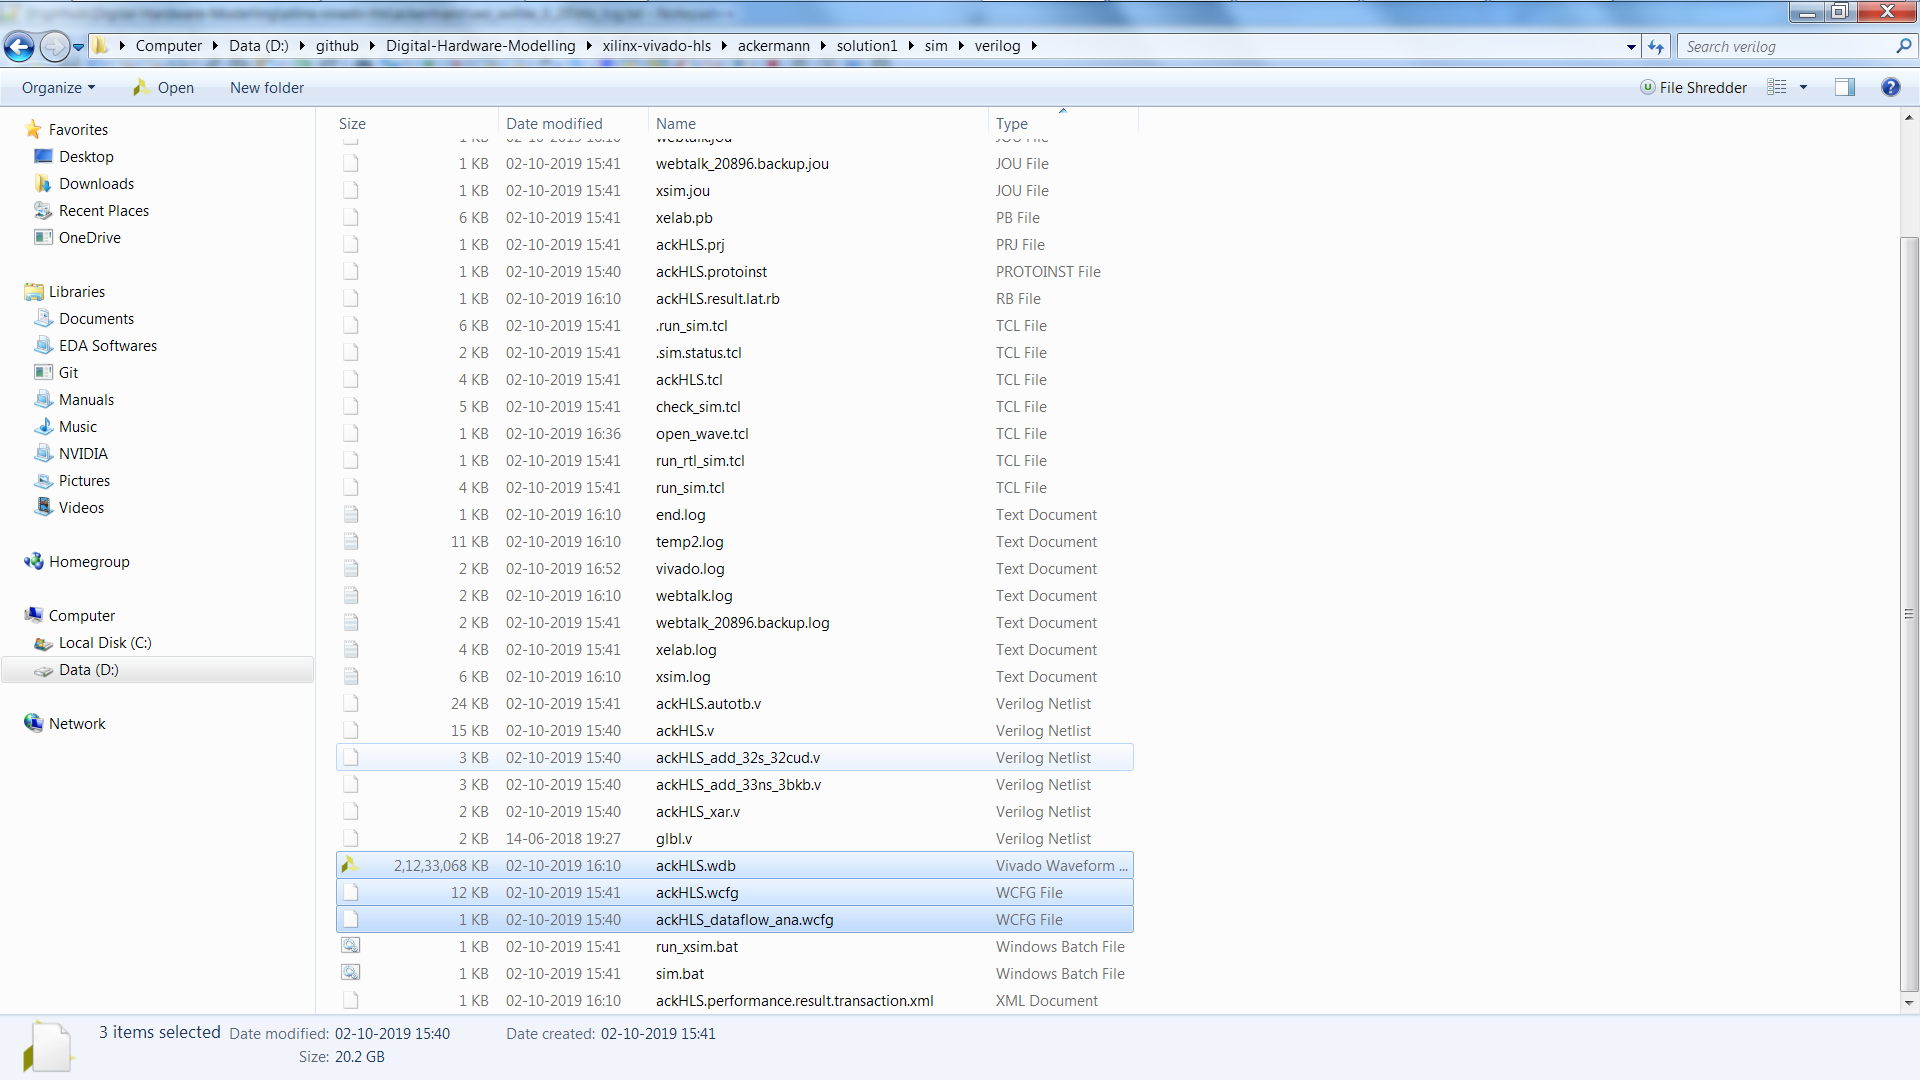 Computer Data (D:) github Digital-Hardware-Modelling xilinx-vivado-hls ackermann solution1 sim verilog Search verilog
Organize Open New folder File Shredder
Favorites
Desktop
Downloads
Recent Places
OneDrive
Libraries
Documents
EDA Softwares
Git
Manuals
Music
NVIDIA
Pictures
Videos
Homegroup
Computer
Local Disk (C:)
Data (D:)
Network
Size Date modified Name Type
1 KB 02-10-2019 16:10 webtalk.jou JOU File
1 KB 02-10-2019 15:41 webtalk_20896.backup.jou JOU File
1 KB 02-10-2019 15:41 xsim.jou JOU File
6 KB 02-10-2019 15:41 xelab.pb PB File
1 KB 02-10-2019 15:41 ackHLS.prj PRJ File
1 KB 02-10-2019 15:40 ackHLS.protoinst PROTOINST File
1 KB 02-10-2019 16:10 ackHLS.result.lat.rb RB File
6 KB 02-10-2019 15:41 .run_sim.tcl TCL File
2 KB 02-10-2019 15:41 .sim.status.tcl TCL File
4 KB 02-10-2019 15:41 ackHLS.tcl TCL File
5 KB 02-10-2019 15:41 check_sim.tcl TCL File
1 KB 02-10-2019 16:36 open_wave.tcl TCL File
1 KB 02-10-2019 15:41 run_rtl_sim.tcl TCL File
4 KB 02-10-2019 15:41 run_sim.tcl TCL File
1 KB 02-10-2019 16:10 end.log Text Document
11 KB 02-10-2019 16:10 temp2.log Text Document
2 KB 02-10-2019 16:52 vivado.log Text Document
2 KB 02-10-2019 16:10 webtalk.log Text Document
2 KB 02-10-2019 15:41 webtalk_20896.backup.log Text Document
4 KB 02-10-2019 15:41 xelab.log Text Document
6 KB 02-10-2019 16:10 xsim.log Text Document
24 KB 02-10-2019 15:41 ackHLS.autotb.v Verilog Netlist
15 KB 02-10-2019 15:40 ackHLS.v Verilog Netlist
3 KB 02-10-2019 15:40 ackHLS_add_32s_32cud.v Verilog Netlist
3 KB 02-10-2019 15:40 ackHLS_add_33ns_3bkb.v Verilog Netlist
2 KB 02-10-2019 15:40 ackHLS_xar.v Verilog Netlist
2 KB 14-06-2018 19:27 glbl.v Verilog Netlist
2,12,33,068 KB 02-10-2019 16:10 ackHLS.wdb Vivado Waveform ...
12 KB 02-10-2019 15:41 ackHLS.wcfg WCFG File
1 KB 02-10-2019 15:40 ackHLS_dataflow_ana.wcfg WCFG File
1 KB 02-10-2019 15:41 run_xsim.bat Windows Batch File
1 KB 02-10-2019 15:41 sim.bat Windows Batch File
1 KB 02-10-2019 16:10 ackHLS.performance.result.transaction.xml XML Document
3 items selected Date modified: 02-10-2019 15:40 Date created: 02-10-2019 15:41
Size: 20.2 GB